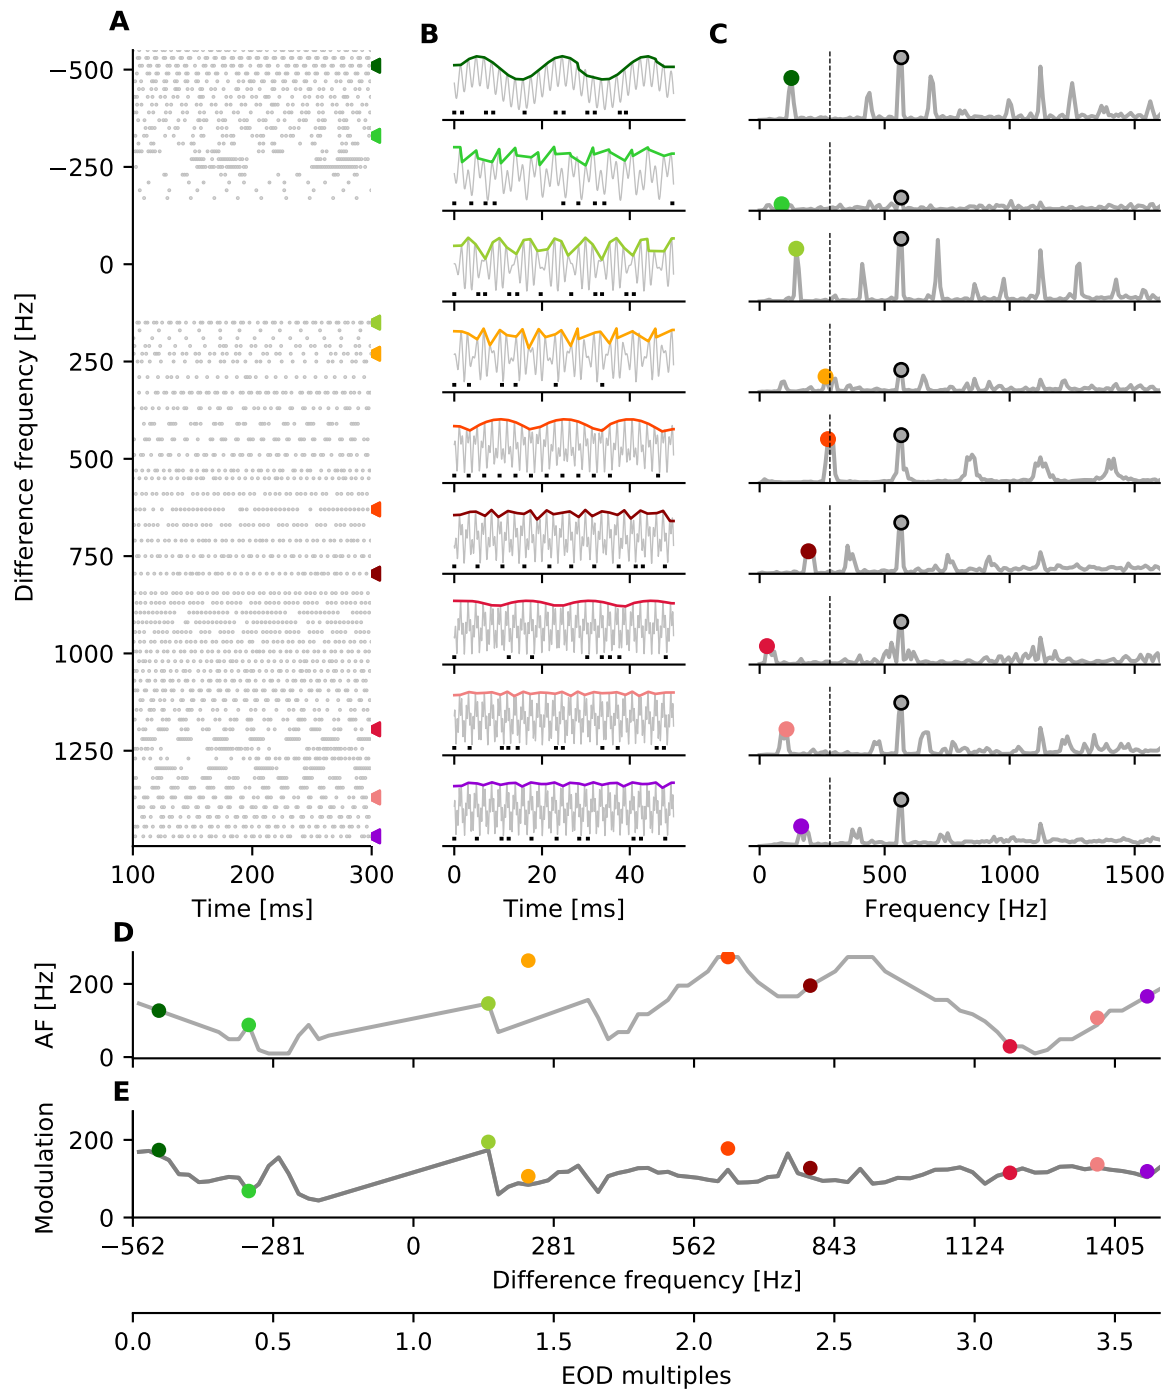 A
B
C
−500
−250
0
250
500
750
1000
1250
Difference frequency [Hz]
100 200 300
0 20 40
0 500 1000 1500
Time [ms]
Time [ms]
Frequency [Hz]
D
AF [Hz]
200
0
E
Modulation
200
0
−562 −281 0 281 562 843 1124 1405
Difference frequency [Hz]
0.0 0.5 1.0 1.5 2.0 2.5 3.0 3.5
EOD multiples